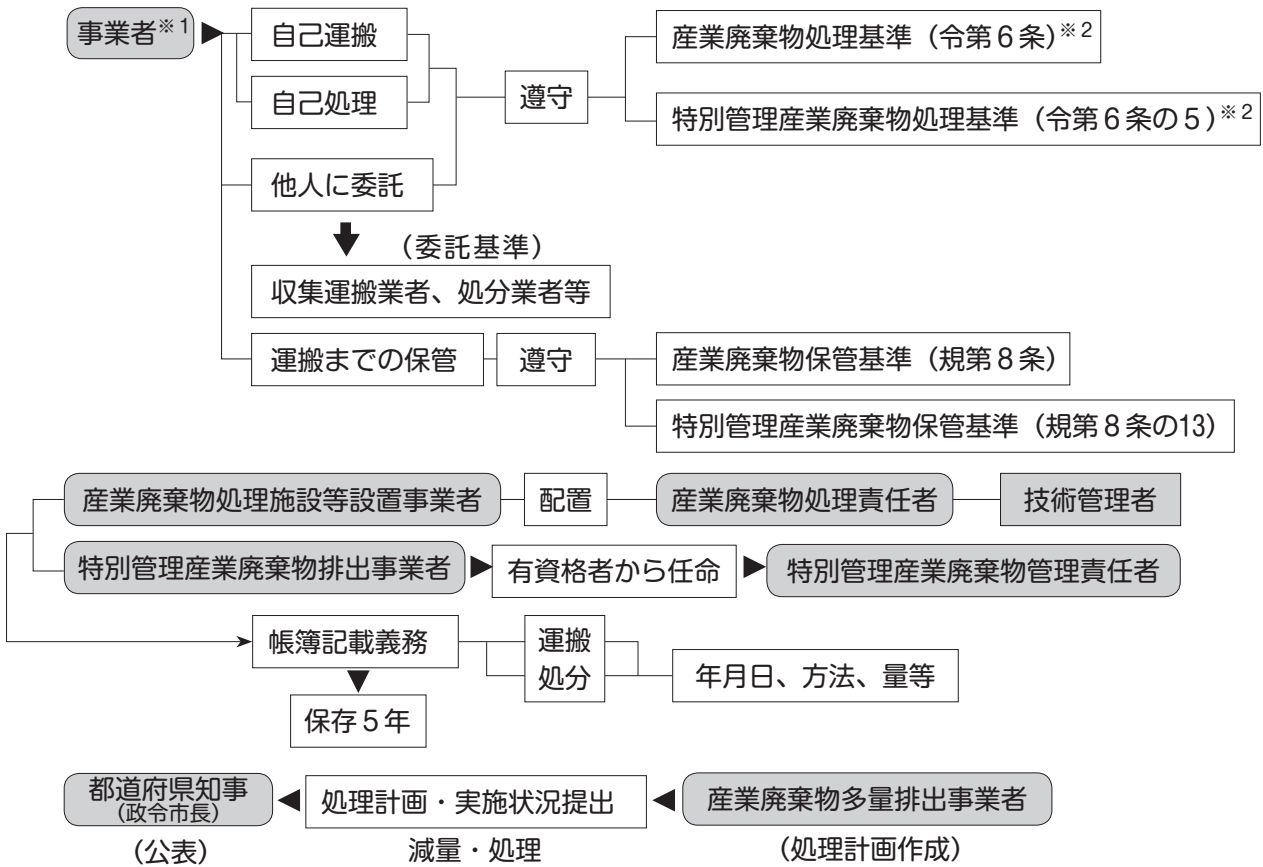 事業者※1
自己運搬
自己処理
他人に委託
遵守
産業廃棄物処理基準（令第６条）※2
特別管理産業廃棄物処理基準（令第６条の５）※2
（委託基準）
収集運搬業者、処分業者等
運搬までの保管
遵守
産業廃棄物保管基準（規第８条）
特別管理産業廃棄物保管基準（規第８条の13）
産業廃棄物処理施設等設置事業者
配置
産業廃棄物処理責任者
技術管理者
特別管理産業廃棄物排出事業者
有資格者から任命
特別管理産業廃棄物管理責任者
帳簿記載義務
運搬
処分
年月日、方法、量等
保存５年
都道府県知事
（政令市長）
処理計画・実施状況提出
産業廃棄物多量排出事業者
（公表）
減量・処理
（処理計画作成）